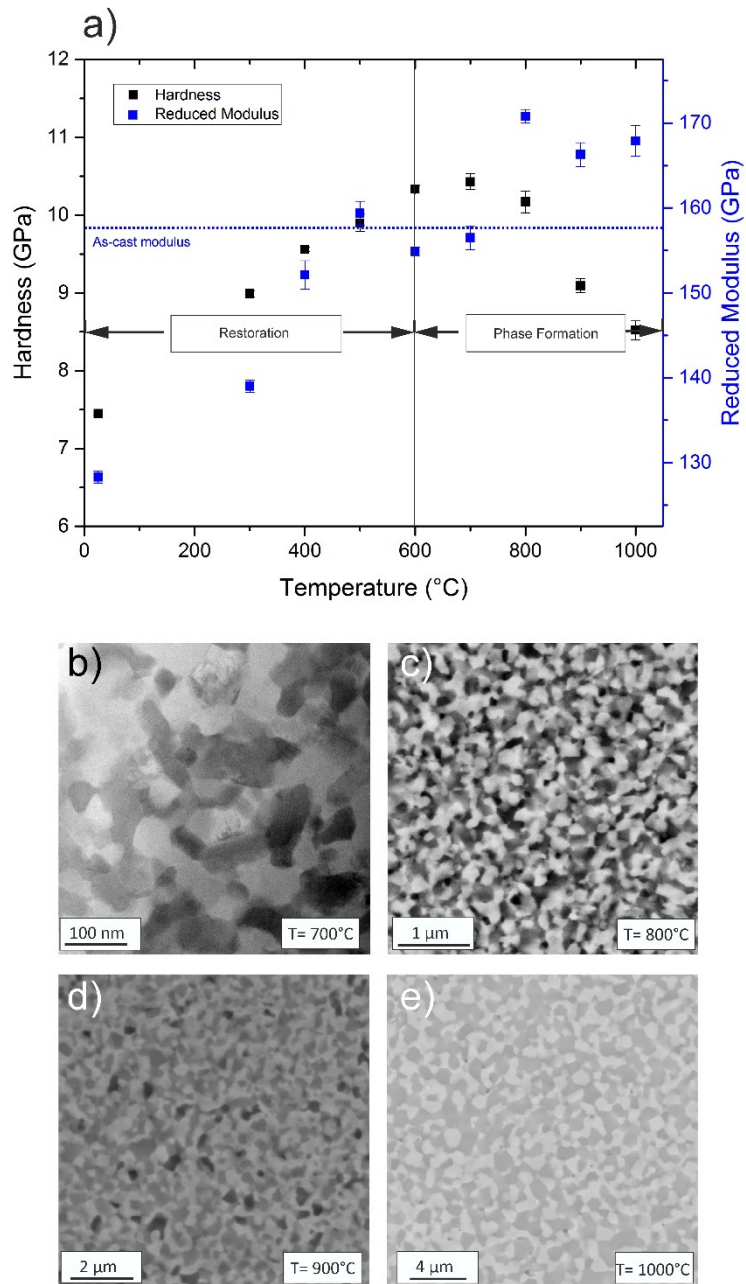 a)
12
11
10
9
8
7
6
Hardness (GPa)
Hardness
Reduced Modulus
As-cast modulus
Restoration
Phase Formation
170
160
150
140
130
Reduced Modulus (GPa)
0
200
400
600
800
1000
Temperature (°C)
b)
100 nm
T= 700°C
c)
1 µm
T= 800°C
d)
2 µm
T= 900°C
e)
4 µm
T= 1000°C